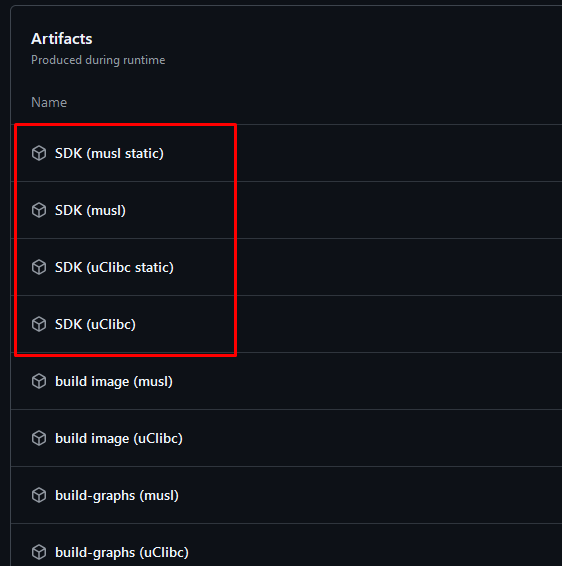 Artifacts
Produced during runtime
Name
SDK (musl static)
SDK (musl)
SDK (uClibc static)
SDK (uClibc)
build image (musl)
build image (uClibc)
build-graphs (musl)
build-graphs (uClibc)